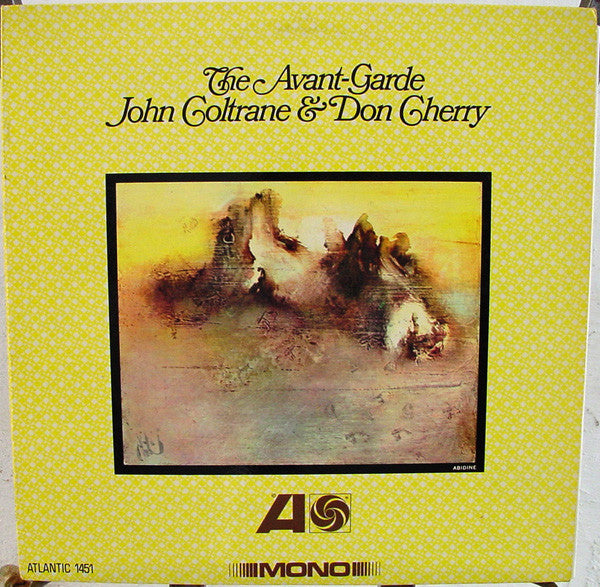 The Avant-Garde
John Coltrane & Don Cherry
ABIDINE
A
ATLANTIC 1451
MONO